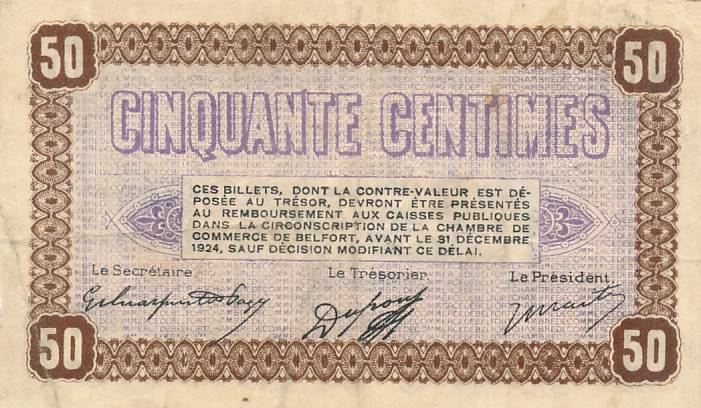 50 50
CINQUANTE CENTIMES
CES BILLETS, DONT LA CONTRE-VALEUR EST DÉ-
POSÉE AU TRÉSOR, DEVRONT ÊTRE PRÉSENTÉS
AU REMBOURSEMENT AUX CAISSES PUBLIQUES
DANS LA CIRCONSCRIPTION DE LA CHAMBRE DE
COMMERCE DE BELFORT, AVANT LE 31 DÉCEMBRE
1924, SAUF DÉCISION MODIFIANT CE DÉLAI.
Le Secrétaire, Le Trésorier Le Président,
Dupont
50 50